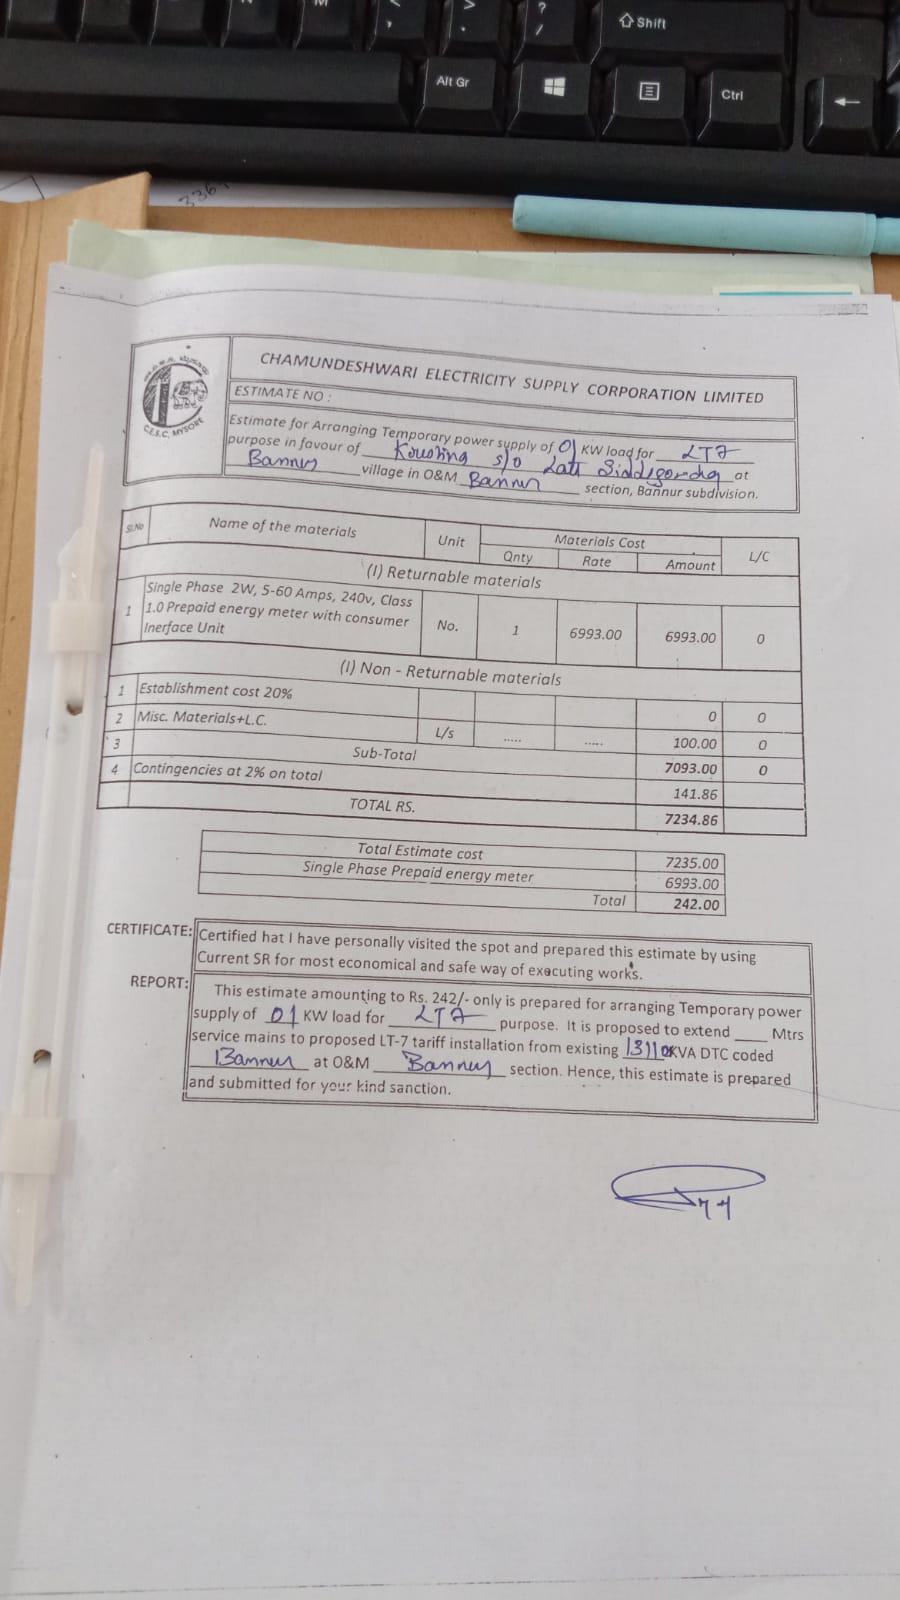 Shift
Alt Gr
Ctrl
336
CHAMUNDESHWARI ELECTRICITY SUPPLY CORPORATION LIMITED
C.E.S.C. MYSORE
ESTIMATE NO :
Estimate for Arranging Temporary power supply of 01 KW load for LT7
purpose in favour of s/o at
Bannur village in O&M Bannur section, Bannur subdivision.
Sl.No Name of the materials Unit Materials Cost L/C
Qnty Rate Amount
(I) Returnable materials
1 Single Phase 2W, 5-60 Amps, 240v, Class
1.0 Prepaid energy meter with consumer
Inerface Unit No. 1 6993.00 6993.00 0
(I) Non - Returnable materials
1 Establishment cost 20% 0 0
2 Misc. Materials+L.C. L/s ..... ..... 100.00 0
3 Sub-Total 7093.00 0
4 Contingencies at 2% on total 141.86
TOTAL RS. 7234.86
Total Estimate cost 7235.00
Single Phase Prepaid energy meter 6993.00
Total 242.00
CERTIFICATE: Certified hat I have personally visited the spot and prepared this estimate by using
Current SR for most economical and safe way of executing works.
REPORT: This estimate amounting to Rs. 242/- only is prepared for arranging Temporary power
supply of 01 KW load for LT7 purpose. It is proposed to extend ____ Mtrs
service mains to proposed LT-7 tariff installation from existing KVA DTC coded
Bannur at O&M Bannur section. Hence, this estimate is prepared
and submitted for your kind sanction.